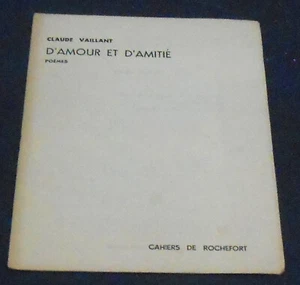 CLAUDE VAILLANT
D'AMOUR ET D'AMITIÉ
POÈMES
CAHIERS DE ROCHEFORT